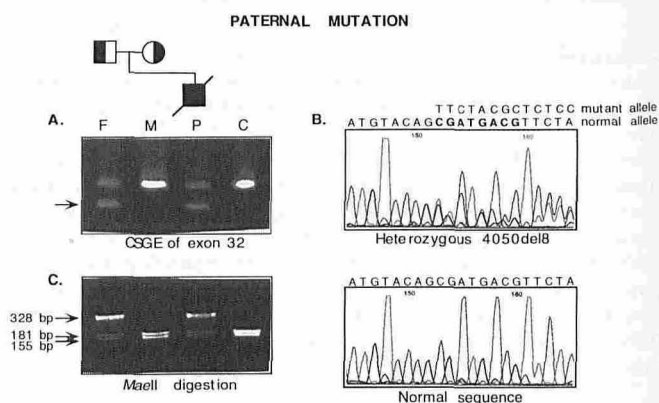 PATERNAL MUTATION
A.
F M P C
CSGE of exon 32
B.
TTCTACGCTCTCC mutant allele
ATGTACAGCGATGACGTTCTA normal allele
150 160
Heterozygous 4050del8
C.
328 bp
181 bp
155 bp
MaeII digestion
ATGTACAGCGATGACGTTCTA
150 160
Normal sequence